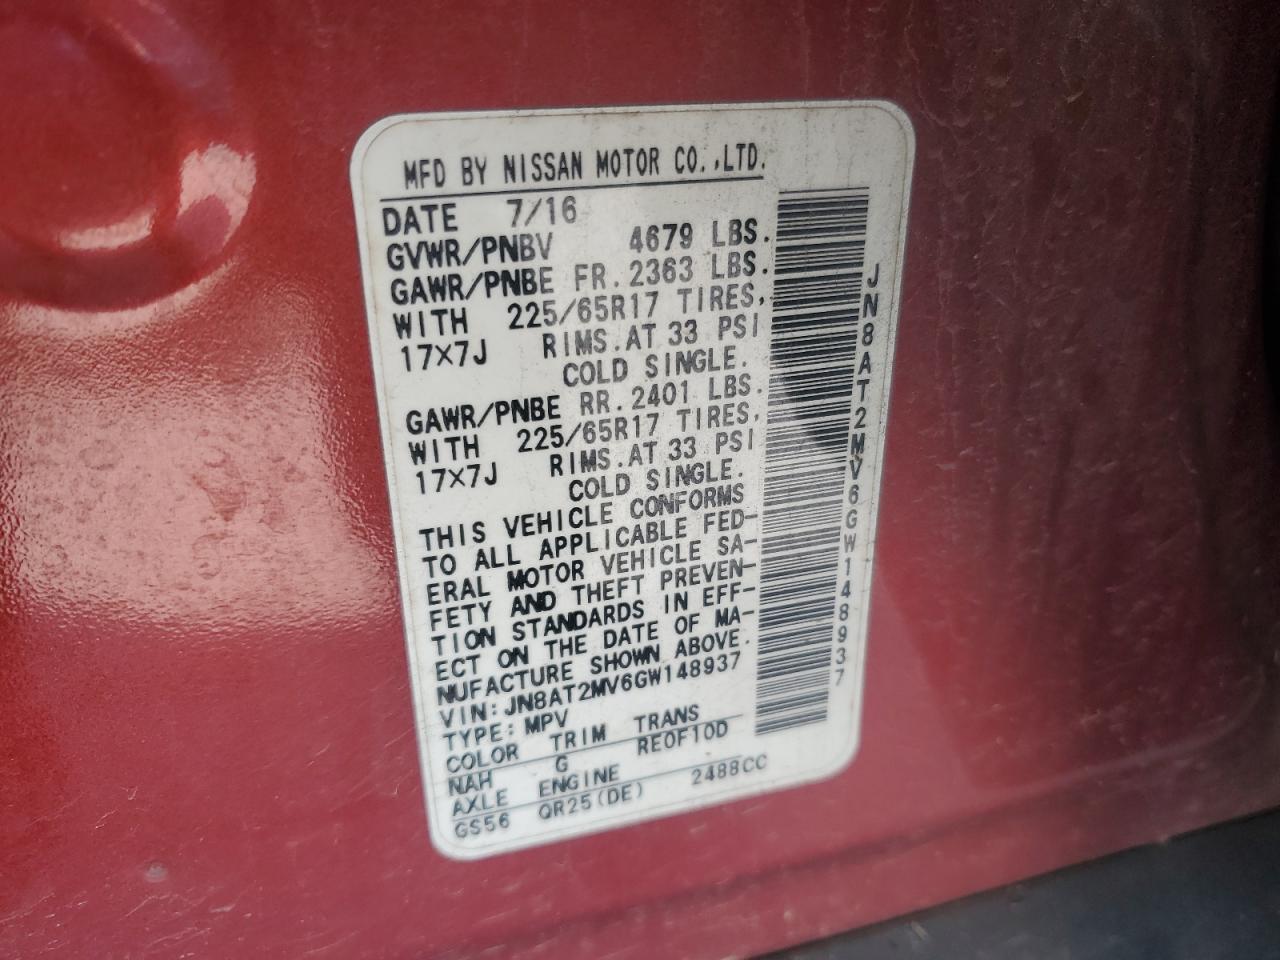 MFD BY NISSAN MOTOR CO.,LTD.
DATE 7/16
GVWR/PNBV 4679 LBS.
GAWR/PNBE FR. 2363 LBS.
WITH 225/65R17 TIRES,
17×7J RIMS.AT 33 PSI
COLD SINGLE.
GAWR/PNBE RR. 2401 LBS.
WITH 225/65R17 TIRES,
17×7J RIMS.AT 33 PSI
COLD SINGLE.
THIS VEHICLE CONFORMS
TO ALL APPLICABLE FED-
ERAL MOTOR VEHICLE SA-
FETY AND THEFT PREVEN-
TION STANDARDS IN EFF-
ECT ON THE DATE OF MA-
NUFACTURE SHOWN ABOVE.
VIN:JN8AT2MV6GW148937
TYPE:MPV
COLOR TRIM TRANS
NAH G RE0F10D
AXLE ENGINE
GS56 QR25(DE) 2488CC
JN8AT2MV6GW148937